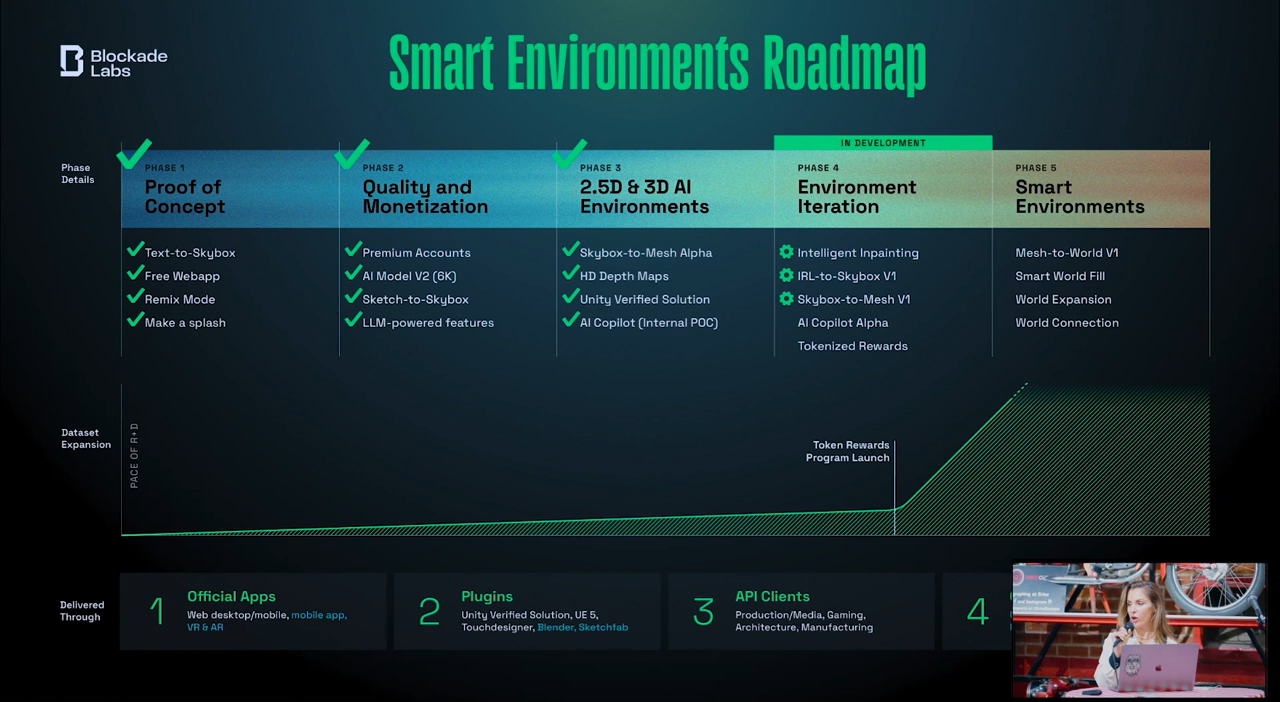 Blockade
Labs
Smart Environments Roadmap
IN DEVELOPMENT
Phase
Details
PHASE 1
Proof of
Concept
PHASE 2
Quality and
Monetization
PHASE 3
2.5D & 3D AI
Environments
PHASE 4
Environment
Iteration
PHASE 5
Smart
Environments
Text-to-Skybox
Free Webapp
Remix Mode
Make a splash
Premium Accounts
AI Model V2 (6K)
Sketch-to-Skybox
LLM-powered features
Skybox-to-Mesh Alpha
HD Depth Maps
Unity Verified Solution
AI Copilot (Internal POC)
Intelligent Inpainting
IRL-to-Skybox V1
Skybox-to-Mesh V1
AI Copilot Alpha
Tokenized Rewards
Mesh-to-World V1
Smart World Fill
World Expansion
World Connection
Dataset
Expansion
PACE OF R+D
Token Rewards
Program Launch
Delivered
Through
1
Official Apps
Web desktop/mobile, mobile app,
VR & AR
2
Plugins
Unity Verified Solution, UE 5,
Touchdesigner, Blender, Sketchfab
3
API Clients
Production/Media, Gaming,
Architecture, Manufacturing
4